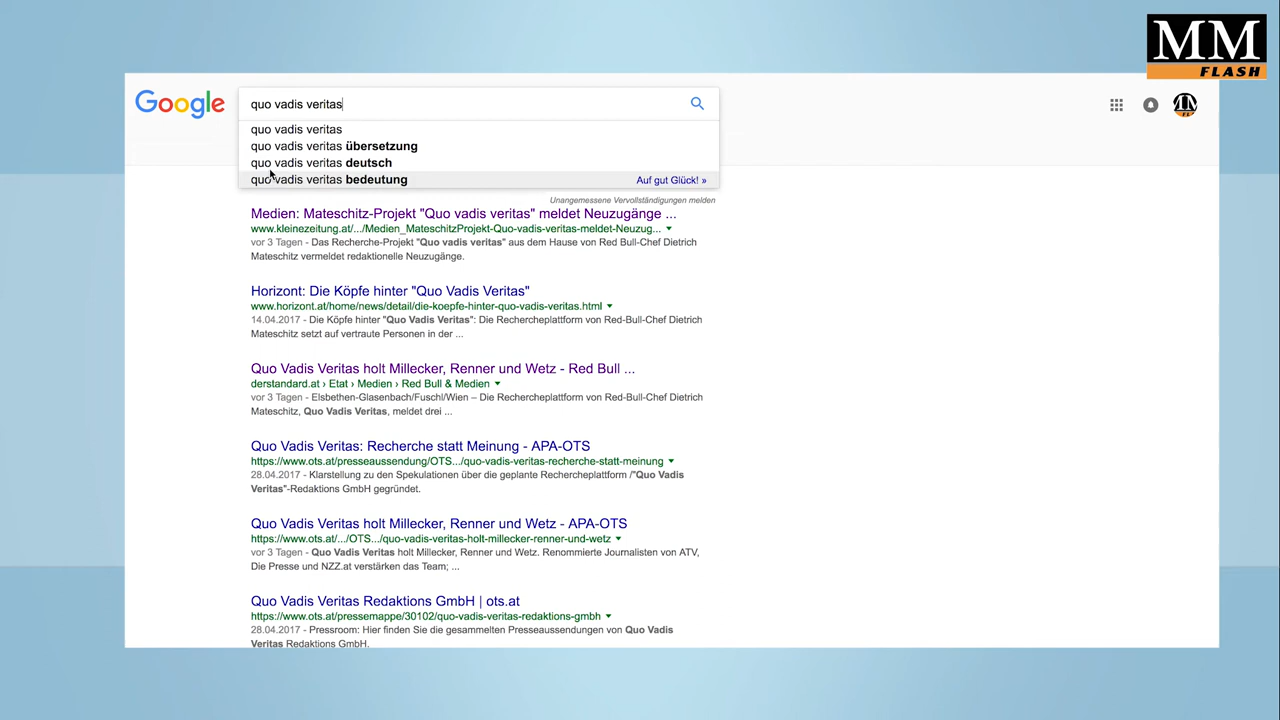 MM
FLASH
Google
quo vadis veritas
quo vadis veritas
quo vadis veritas übersetzung
quo vadis veritas deutsch
quo vadis veritas bedeutung
Auf gut Glück! »
Unangemessene Vervollständigungen melden
Medien: Mateschitz-Projekt "Quo vadis veritas" meldet Neuzugänge ...
www.kleinezeitung.at/.../Medien_MateschitzProjekt-Quo-vadis-veritas-meldet-Neuzug...
vor 3 Tagen - Das Recherche-Projekt "Quo vadis veritas" aus dem Hause von Red Bull-Chef Dietrich
Mateschitz vermeldet redaktionelle Neuzugänge.
Horizont: Die Köpfe hinter "Quo Vadis Veritas"
www.horizont.at/home/news/detail/die-koepfe-hinter-quo-vadis-veritas.html
14.04.2017 - Die Köpfe hinter "Quo Vadis Veritas": Die Rechercheplattform von Red-Bull-Chef Dietrich
Mateschitz setzt auf vertraute Personen in der ...
Quo Vadis Veritas holt Millecker, Renner und Wetz - Red Bull ...
derstandard.at › Etat › Medien › Red Bull & Medien
vor 3 Tagen - Elsbethen-Glasenbach/Fuschl/Wien – Die Rechercheplattform von Red-Bull-Chef Dietrich
Mateschitz, Quo Vadis Veritas, meldet drei ...
Quo Vadis Veritas: Recherche statt Meinung - APA-OTS
https://www.ots.at/presseaussendung/OTS.../quo-vadis-veritas-recherche-statt-meinung
28.04.2017 - Klarstellung zu den Spekulationen über die geplante Rechercheplattform /"Quo Vadis
Veritas"-Redaktions GmbH gegründet.
Quo Vadis Veritas holt Millecker, Renner und Wetz - APA-OTS
https://www.ots.at/.../OTS.../quo-vadis-veritas-holt-millecker-renner-und-wetz
vor 3 Tagen - Quo Vadis Veritas holt Millecker, Renner und Wetz. Renommierte Journalisten von ATV,
Die Presse und NZZ.at verstärken das Team; ...
Quo Vadis Veritas Redaktions GmbH | ots.at
https://www.ots.at/pressemappe/30102/quo-vadis-veritas-redaktions-gmbh
28.04.2017 - Pressroom: Hier finden Sie die gesammelten Presseaussendungen von Quo Vadis
Veritas Redaktions GmbH.